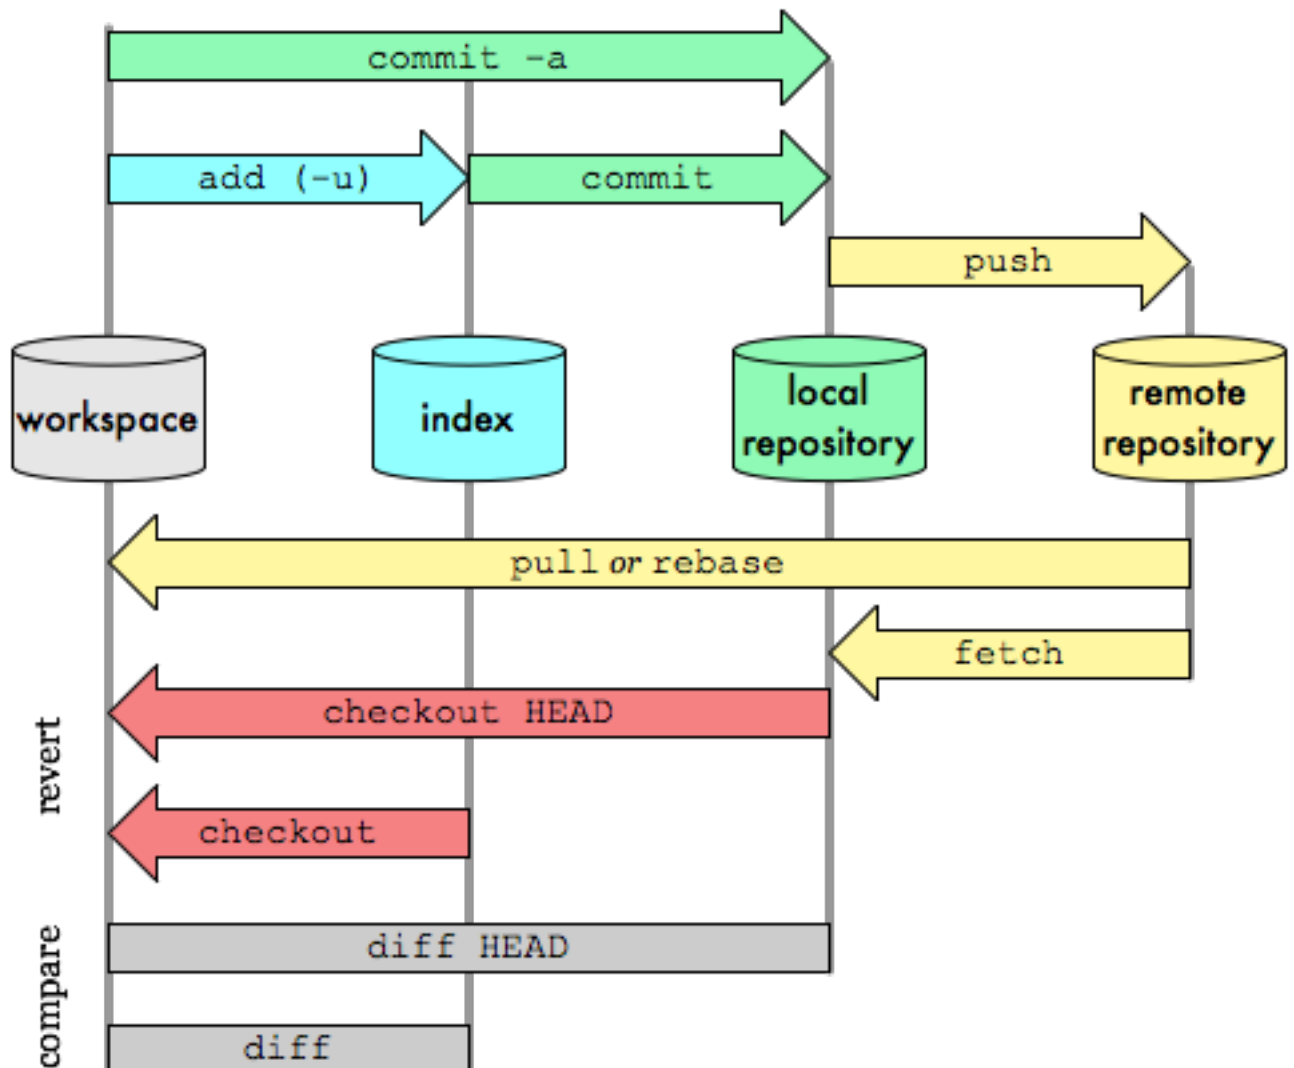 commit -a
add (-u)
commit
push
workspace
index
local
repository
remote
repository
pull or rebase
fetch
revert
checkout HEAD
checkout
compare
diff HEAD
diff